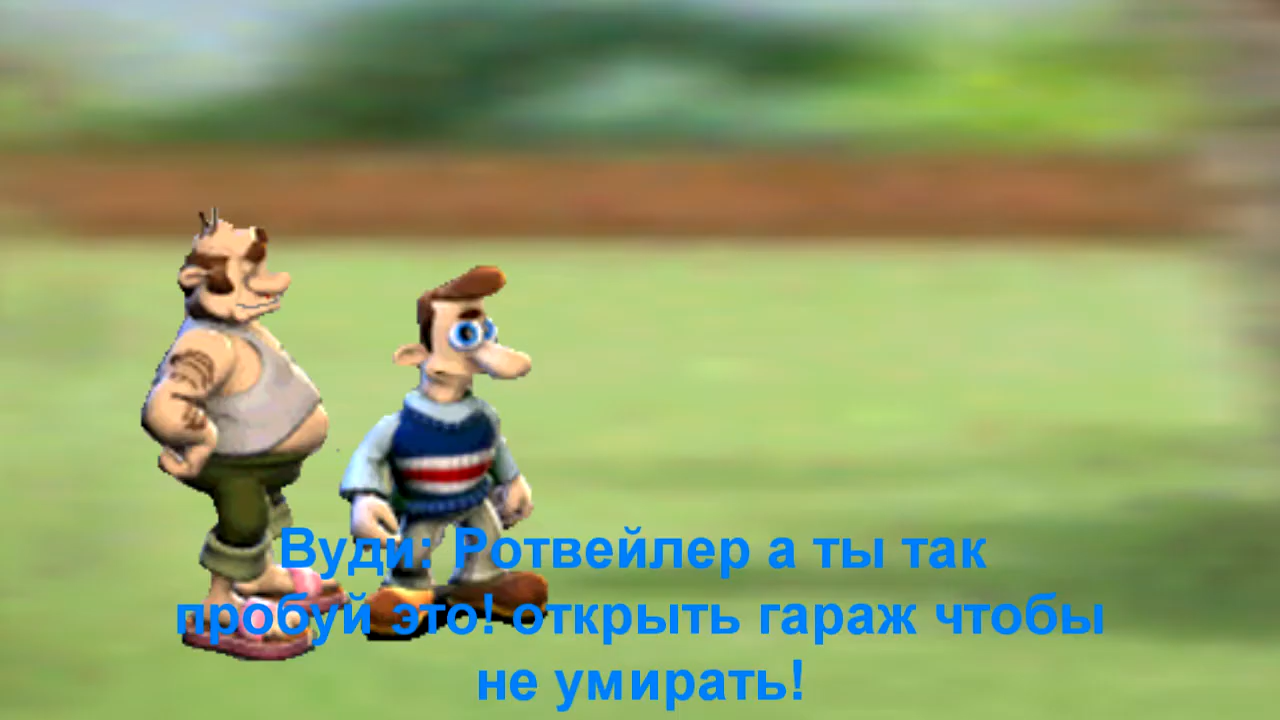 Вуди: Ротвейлер а ты так
пробуй это! открыть гараж чтобы
не умирать!